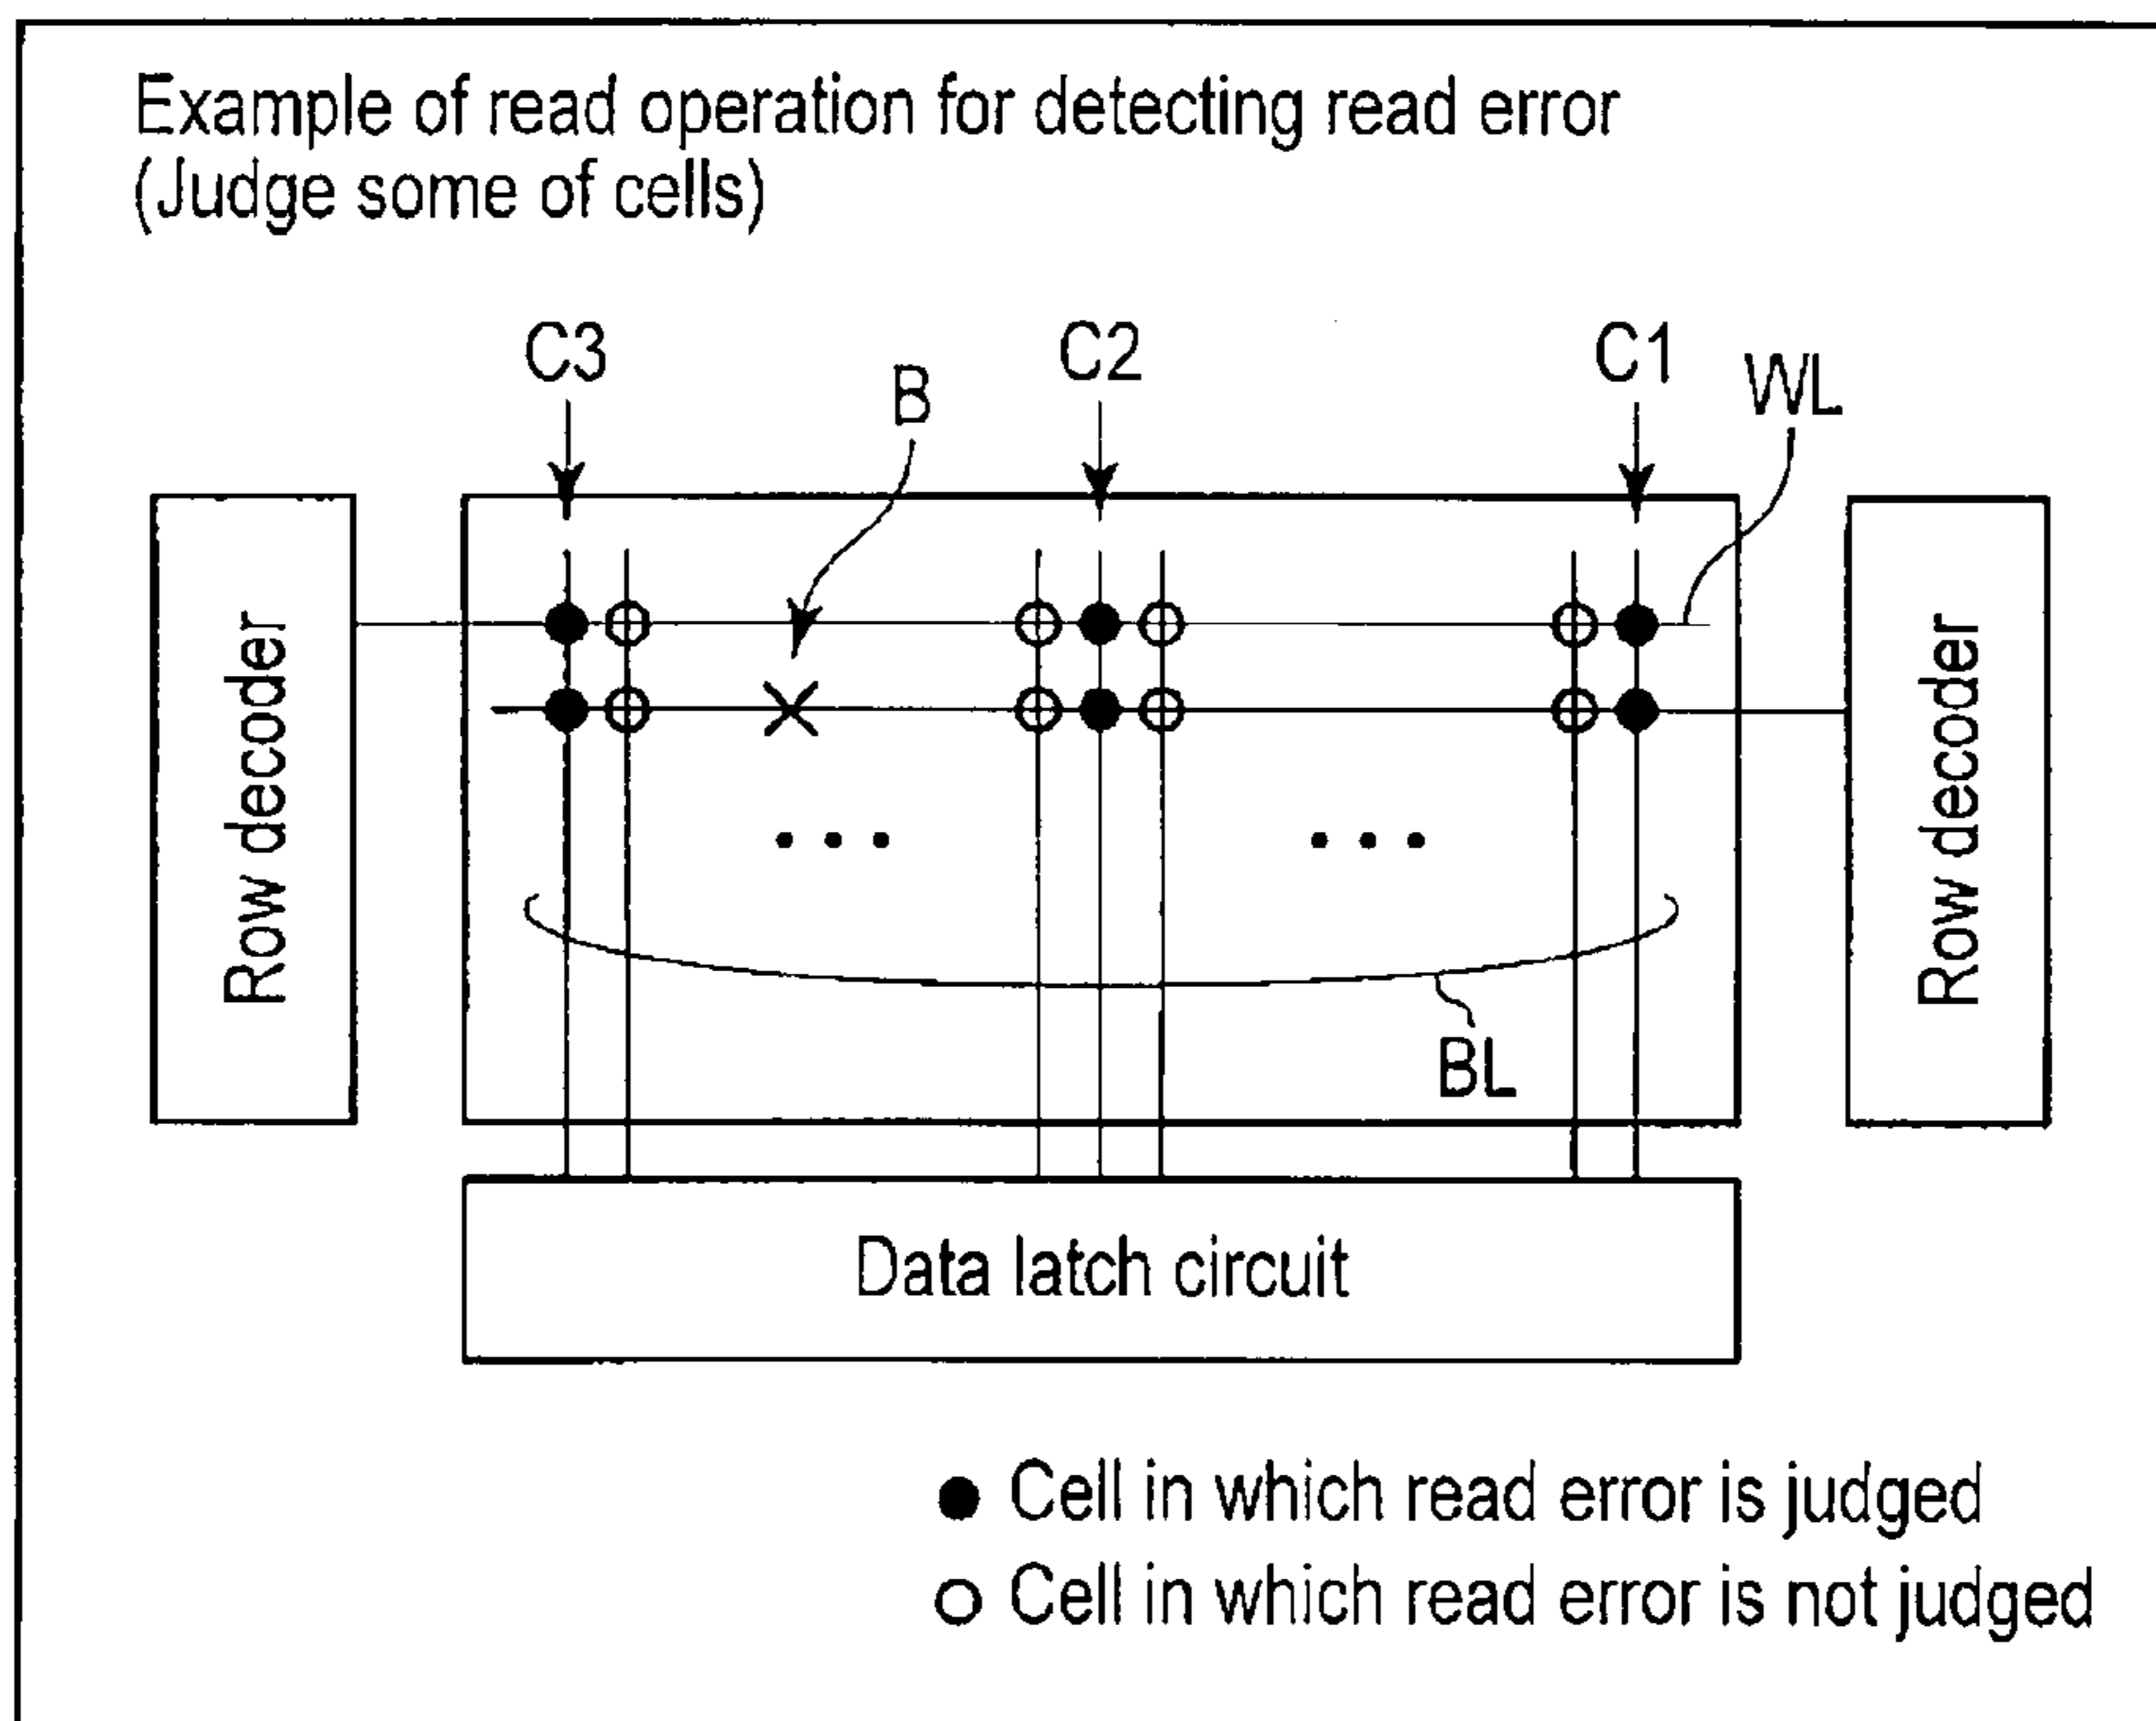 Example of read operation for detecting read error
(Judge some of cells)
C3
B
C2
C1
WL
Row decoder
Row decoder
BL
Data latch circuit
Cell in which read error is judged
Cell in which read error is not judged